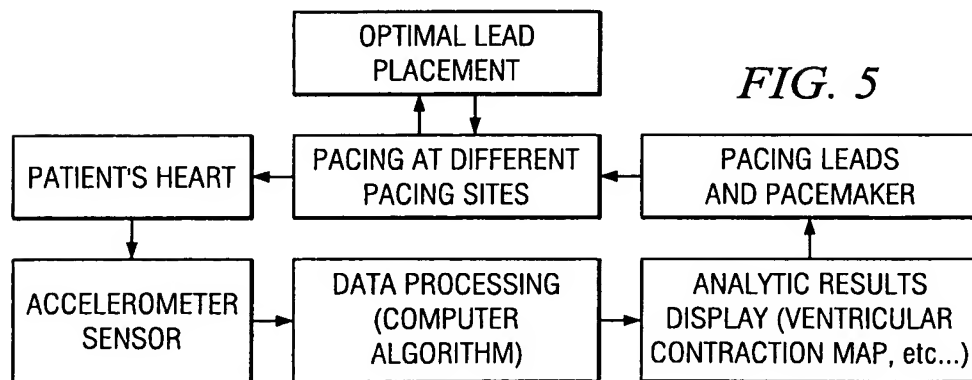 OPTIMAL LEAD
PLACEMENT
FIG. 5
PATIENT'S HEART
PACING AT DIFFERENT
PACING SITES
PACING LEADS
AND PACEMAKER
ACCELEROMETER
SENSOR
DATA PROCESSING
(COMPUTER
ALGORITHM)
ANALYTIC RESULTS
DISPLAY (VENTRICULAR
CONTRACTION MAP, etc...)